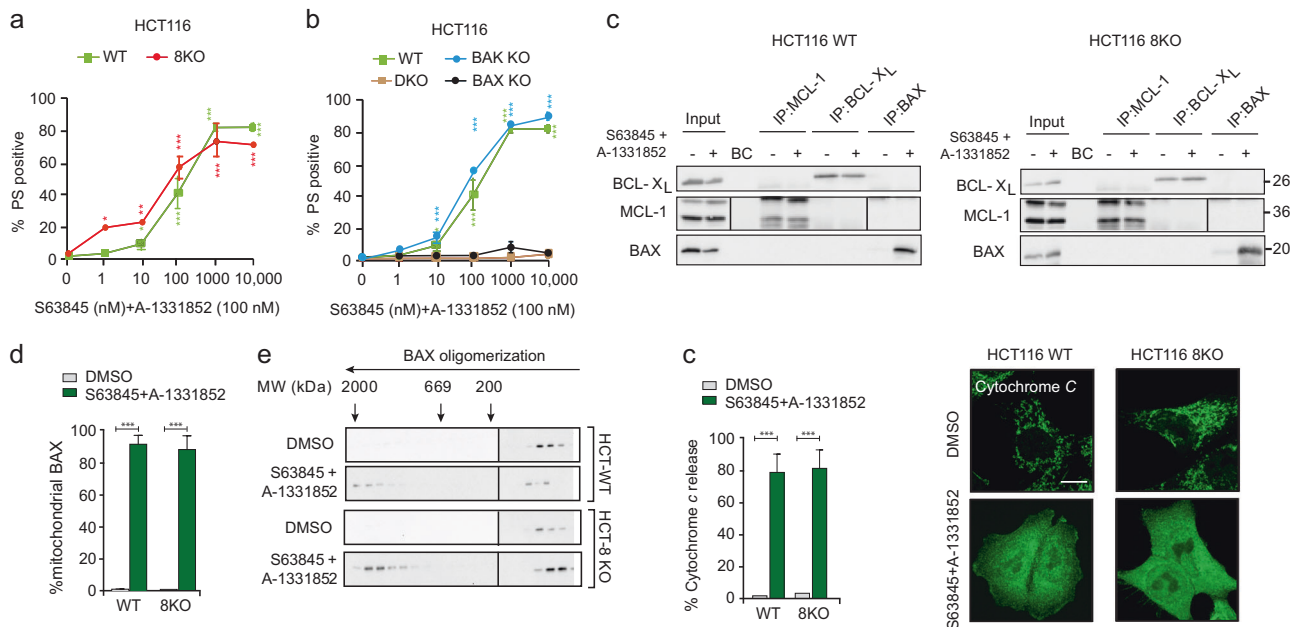 a
HCT116
WT 8KO
% PS positive
100
80
60
40
20
0
0 1 10 100 1000 10,000
* ** *** *** ***
* *** *** ***
S63845 (nM)+A-1331852 (100 nM)
b
HCT116
WT BAK KO
DKO BAX KO
% PS positive
100
80
60
40
20
0
0 1 10 100 1000 10,000
*** *** *** ***
* *** *** ***
S63845 (nM)+A-1331852 (100 nM)
c
HCT116 WT
IP:MCL-1 IP:BCL-XL IP:BAX
S63845 +
A-1331852
Input
- + BC - + - + - +
BCL-XL
MCL-1
BAX
HCT116 8KO
IP:MCL-1 IP:BCL-XL IP:BAX
S63845 +
A-1331852
Input
- + BC - + - + - +
BCL-XL
MCL-1
BAX
26
36
20
d
DMSO
S63845+A-1331852
%mitochondrial BAX
100
80
60
40
20
0
*** ***
WT 8KO
e
BAX oligomerization
MW (kDa) 2000 669 200
DMSO
S63845 +
A-1331852
HCT-WT
DMSO
S63845 +
A-1331852
HCT-8 KO
c
DMSO
S63845+A-1331852
% Cytochrome c release
100
80
60
40
20
0
*** ***
WT 8KO
HCT116 WT HCT116 8KO
Cytochrome C
DMSO
S63845+A-1331852